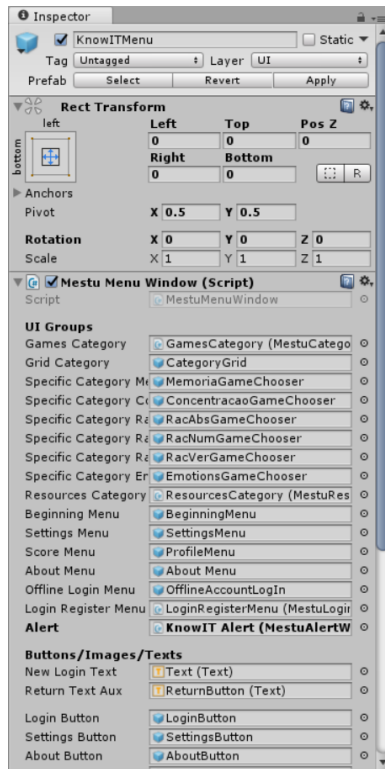 Inspector
KnowITMenu Static
Tag Untagged Layer UI
Prefab Select Revert Apply
Rect Transform
left Left Top Pos Z
bottom 0 0 0
Right Bottom
0 0 R
Anchors
Pivot X 0.5 Y 0.5
Rotation X 0 Y 0 Z 0
Scale X 1 Y 1 Z 1
Mestu Menu Window (Script)
Script MestuMenuWindow
UI Groups
Games Category GamesCategory (MestuCatego
Grid Category CategoryGrid
Specific Category Me MemoriaGameChooser
Specific Category Co ConcentracaoGameChooser
Specific Category Ra RacAbsGameChooser
Specific Category Ra RacNumGameChooser
Specific Category Ra RacVerGameChooser
Specific Category En EmotionsGameChooser
Resources Category ResourcesCategory (MestuRes
Beginning Menu BeginningMenu
Settings Menu SettingsMenu
Score Menu ProfileMenu
About Menu About Menu
Offline Login Menu OfflineAccountLogIn
Login Register Menu LoginRegisterMenu (MestuLogin
Alert KnowIT Alert (MestuAlertW
Buttons/Images/Texts
New Login Text Text (Text)
Return Text Aux ReturnButton (Text)
Login Button LoginButton
Settings Button SettingsButton
About Button AboutButton